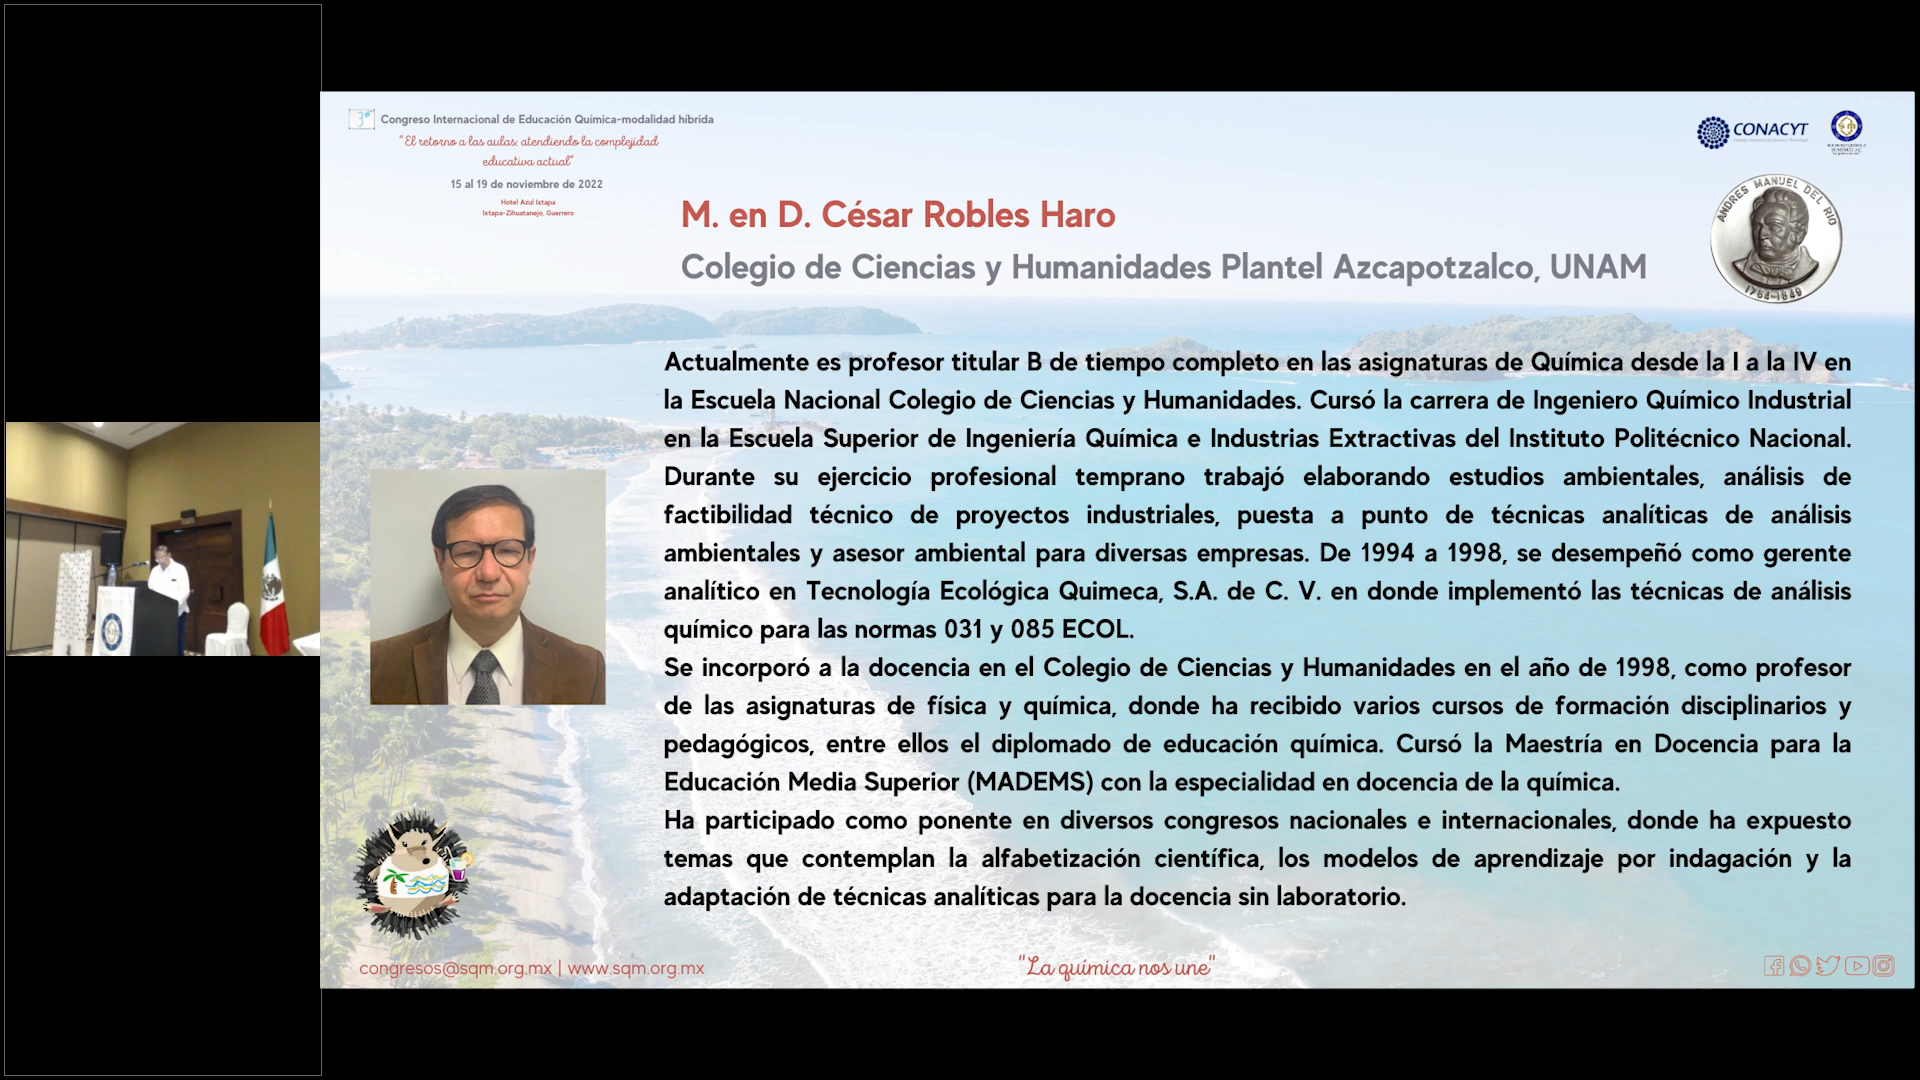 3er Congreso Internacional de Educación Química-modalidad híbrida
"El retorno a las aulas: atendiendo la complejidad
educativa actual"
15 al 19 de noviembre de 2022
Hotel Azul Ixtapa
Ixtapa-Zihuatanejo, Guerrero
CONACYT
ANDRES MANUEL DEL RIO
1764-1849
M. en D. César Robles Haro
Colegio de Ciencias y Humanidades Plantel Azcapotzalco, UNAM
Actualmente es profesor titular B de tiempo completo en las asignaturas de Química desde la I a la IV en
la Escuela Nacional Colegio de Ciencias y Humanidades. Cursó la carrera de Ingeniero Químico Industrial
en la Escuela Superior de Ingeniería Química e Industrias Extractivas del Instituto Politécnico Nacional.
Durante su ejercicio profesional temprano trabajó elaborando estudios ambientales, análisis de
factibilidad técnico de proyectos industriales, puesta a punto de técnicas analíticas de análisis
ambientales y asesor ambiental para diversas empresas. De 1994 a 1998, se desempeñó como gerente
analítico en Tecnología Ecológica Quimeca, S.A. de C. V. en donde implementó las técnicas de análisis
químico para las normas 031 y 085 ECOL.
Se incorporó a la docencia en el Colegio de Ciencias y Humanidades en el año de 1998, como profesor
de las asignaturas de física y química, donde ha recibido varios cursos de formación disciplinarios y
pedagógicos, entre ellos el diplomado de educación química. Cursó la Maestría en Docencia para la
Educación Media Superior (MADEMS) con la especialidad en docencia de la química.
Ha participado como ponente en diversos congresos nacionales e internacionales, donde ha expuesto
temas que contemplan la alfabetización científica, los modelos de aprendizaje por indagación y la
adaptación de técnicas analíticas para la docencia sin laboratorio.
congresos@sqm.org.mx | www.sqm.org.mx
"La química nos une"